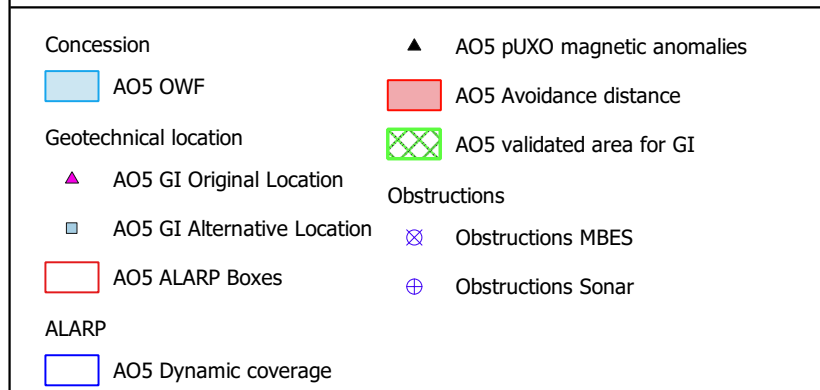 Concession
AO5 OWF
Geotechnical location
AO5 GI Original Location
AO5 GI Alternative Location
AO5 ALARP Boxes
ALARP
AO5 Dynamic coverage
AO5 pUXO magnetic anomalies
AO5 Avoidance distance
AO5 validated area for GI
Obstructions
Obstructions MBES
Obstructions Sonar